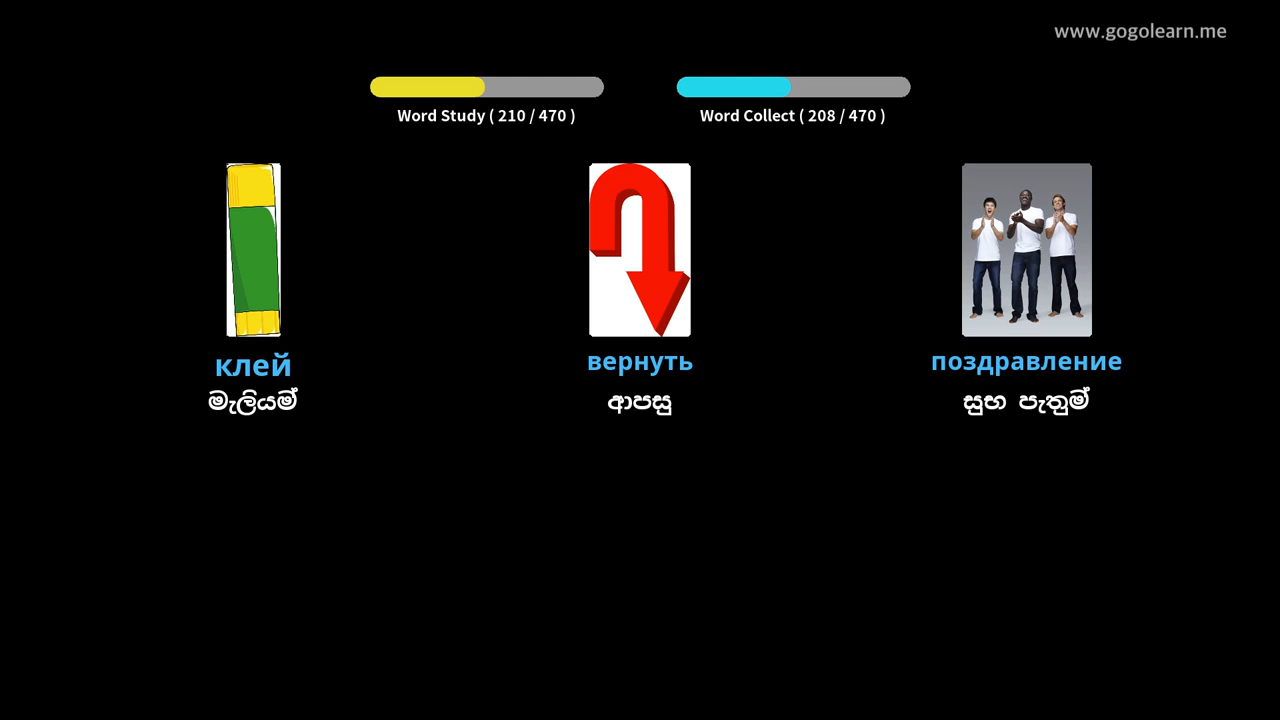 www.gogolearn.me
Word Study ( 210 / 470 )
Word Collect ( 208 / 470 )
клей
вернуть
поздравление
මැලියම්
ආපසු
සුභ පැතුම්